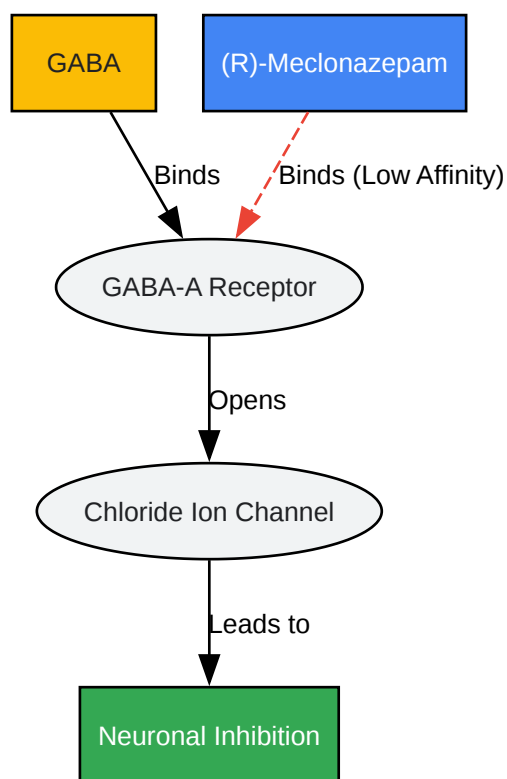 GABA
(R)-Meclonazepam
Binds
Binds (Low Affinity)
GABA-A Receptor
Opens
Chloride Ion Channel
Leads to
Neuronal Inhibition